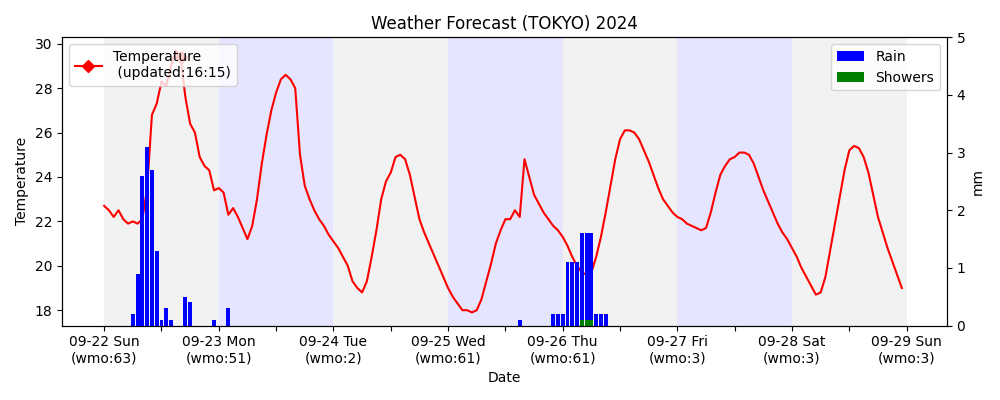 Weather Forecast (TOKYO) 2024
Temperature
(updated:16:15)
Rain
Showers
30
28
26
24
22
20
18
Temperature
5
4
3
2
1
0
mm
09-22 Sun
(wmo:63)
09-23 Mon
(wmo:51)
09-24 Tue
(wmo:2)
09-25 Wed
(wmo:61)
09-26 Thu
(wmo:61)
09-27 Fri
(wmo:3)
09-28 Sat
(wmo:3)
09-29 Sun
(wmo:3)
Date